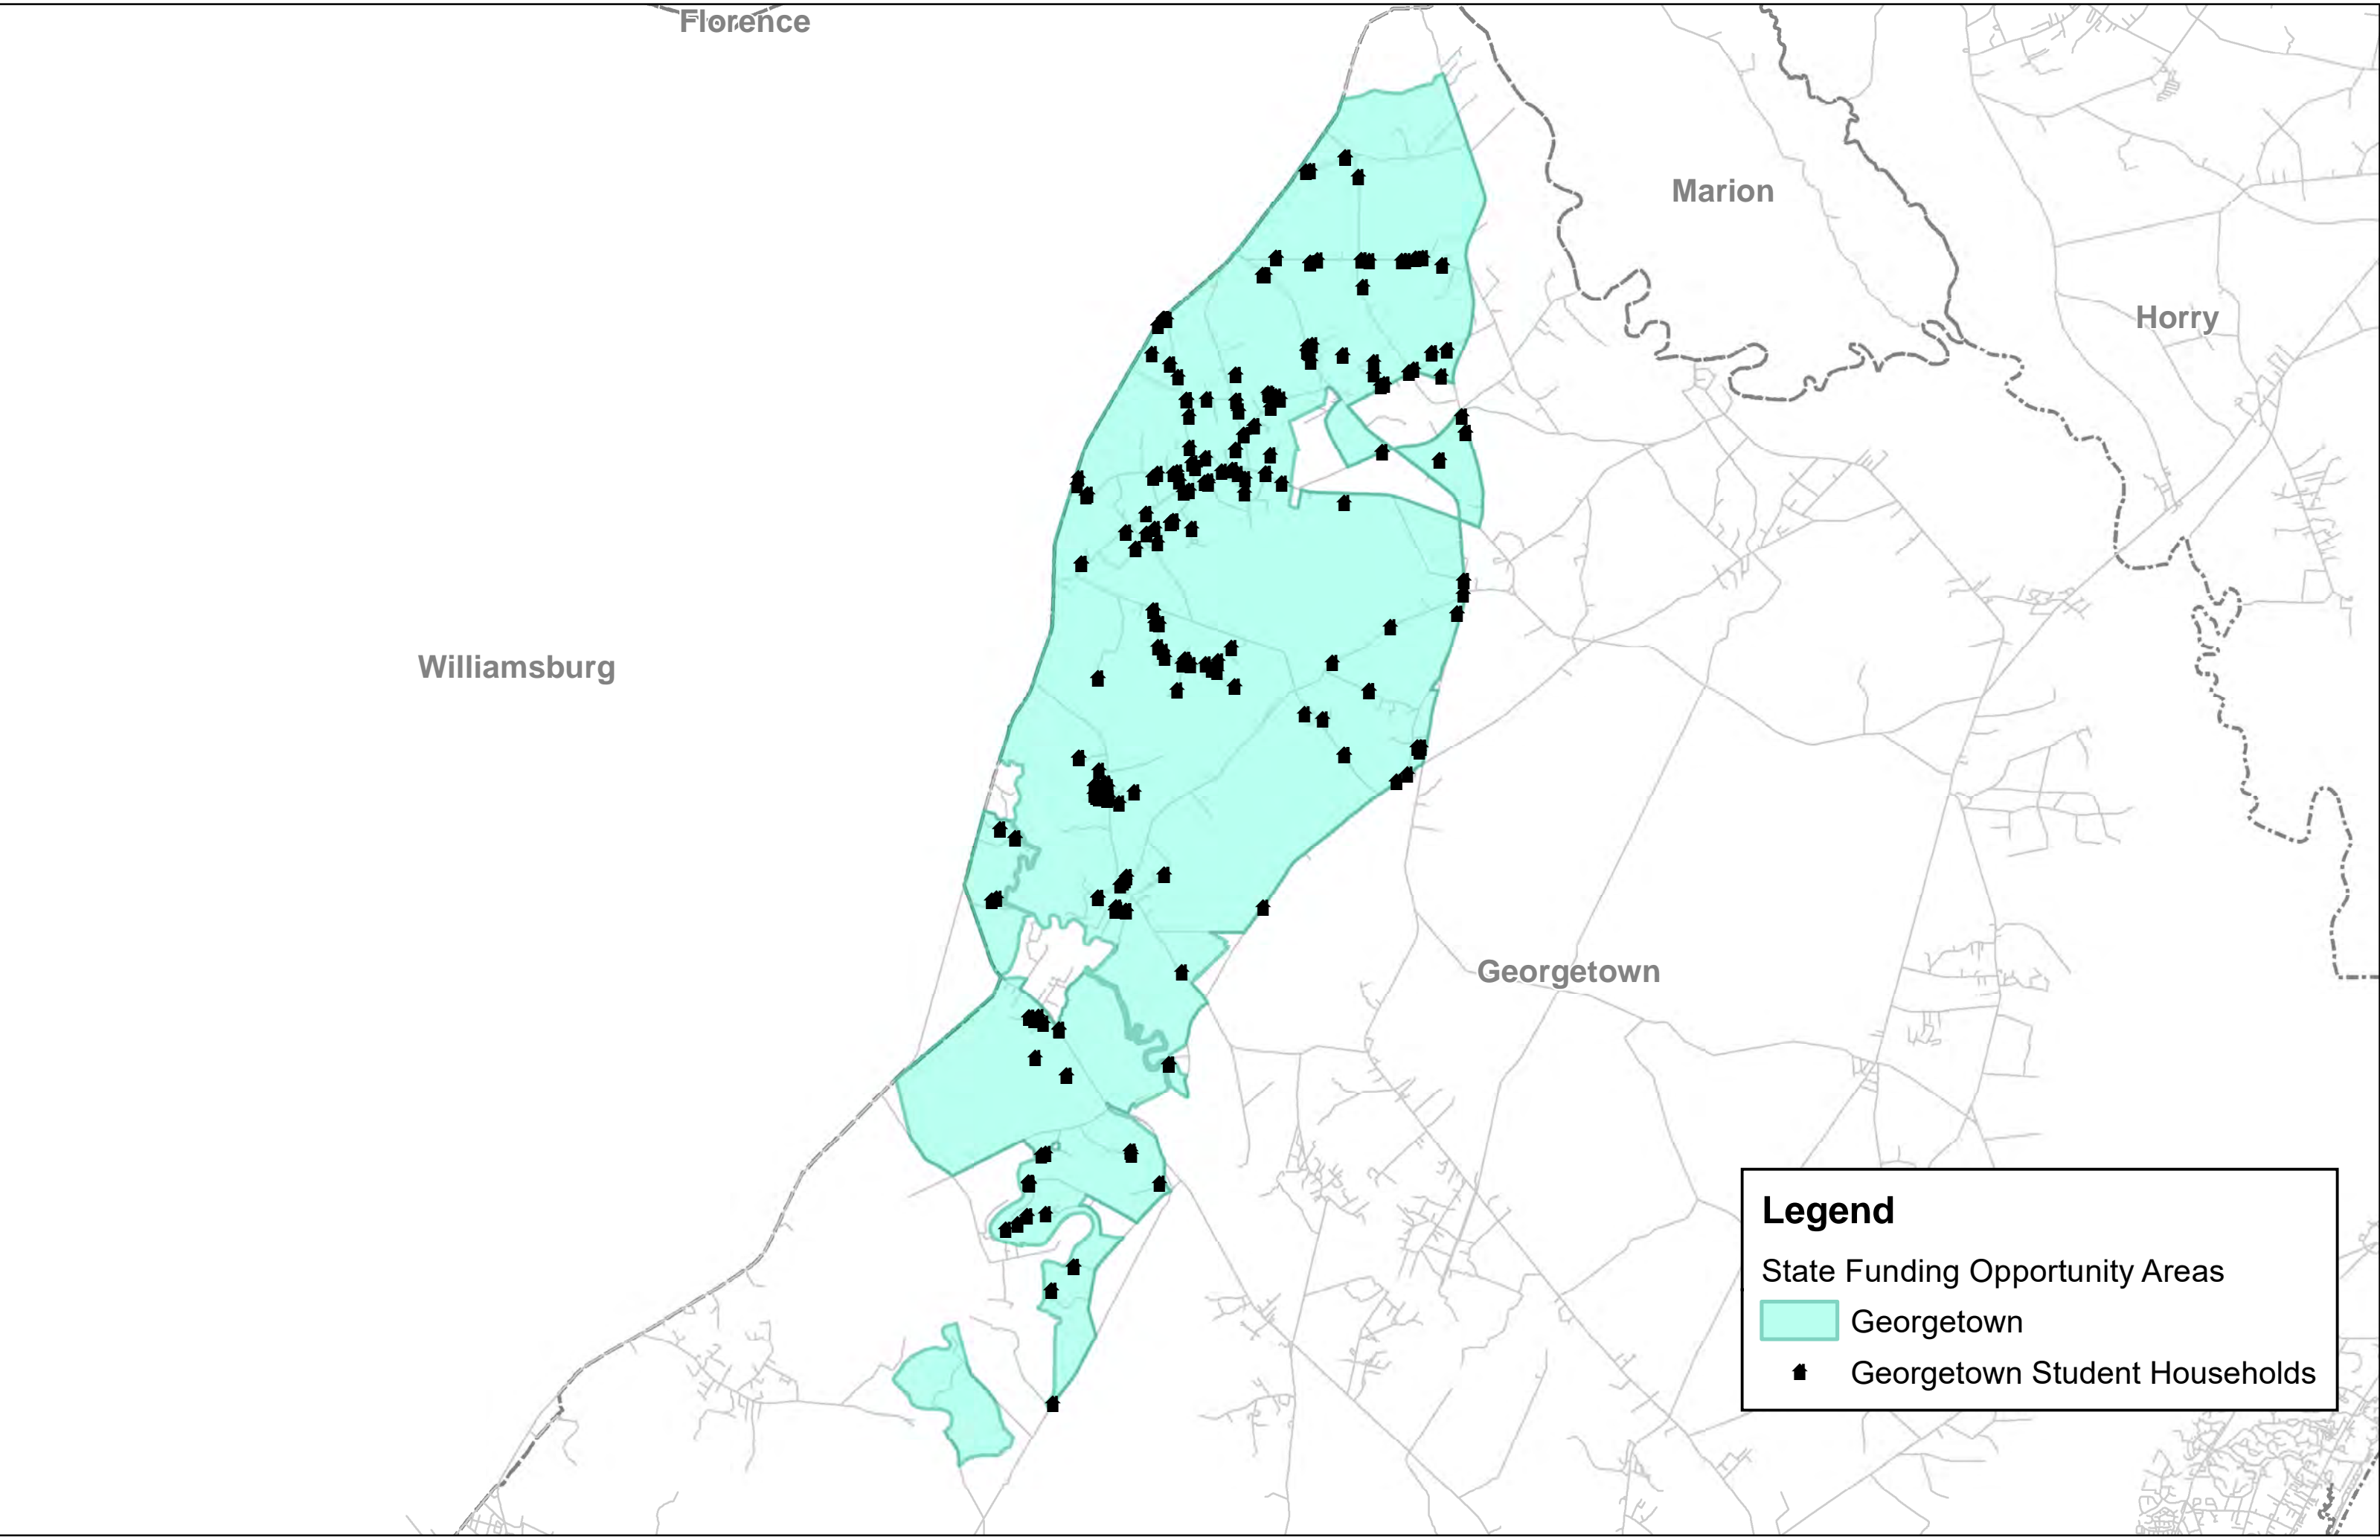 Florence
Marion
Horry
Williamsburg
Georgetown
Legend
State Funding Opportunity Areas
Georgetown
Georgetown Student Households